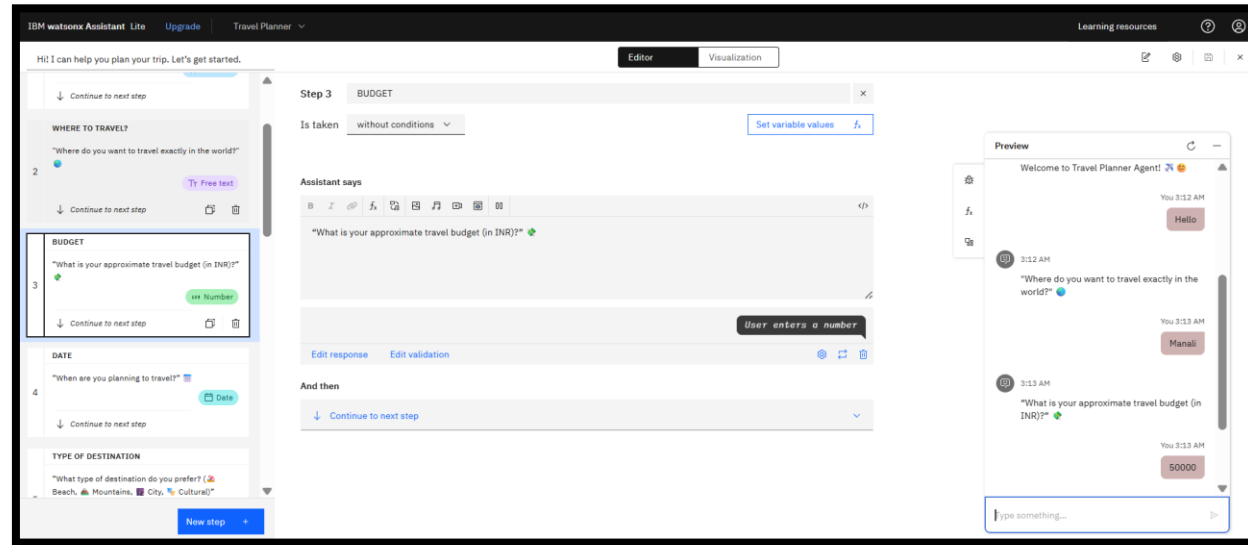 IBM watsonx Assistant Lite Upgrade Travel Planner Learning resources
Hi! I can help you plan your trip. Let's get started.
Editor Visualization
Continue to next step
WHERE TO TRAVEL?
"Where do you want to travel exactly in the world?"
🌏
2
Tт Free text
Continue to next step
BUDGET
"What is your approximate travel budget (in INR)?"
💸
3
Number
Continue to next step
DATE
"When are you planning to travel?" 📅
4
Date
Continue to next step
TYPE OF DESTINATION
"What type of destination do you prefer? (🏖️
Beach, 🏔️ Mountains, 🌆 City, 🎭 Cultural)"
New step +
Step 3 BUDGET
Is taken without conditions
Set variable values fx
Assistant says
B I fx </>
"What is your approximate travel budget (in INR)?" 💸
User enters a number
Edit response Edit validation
And then
Continue to next step
fx
Preview
Welcome to Travel Planner Agent! ✈️ 😊
You 3:12 AM
Hello
3:12 AM
"Where do you want to travel exactly in the
world?" 🌏
You 3:13 AM
Manali
3:13 AM
"What is your approximate travel budget (in
INR)?" 💸
You 3:13 AM
50000
Type something...